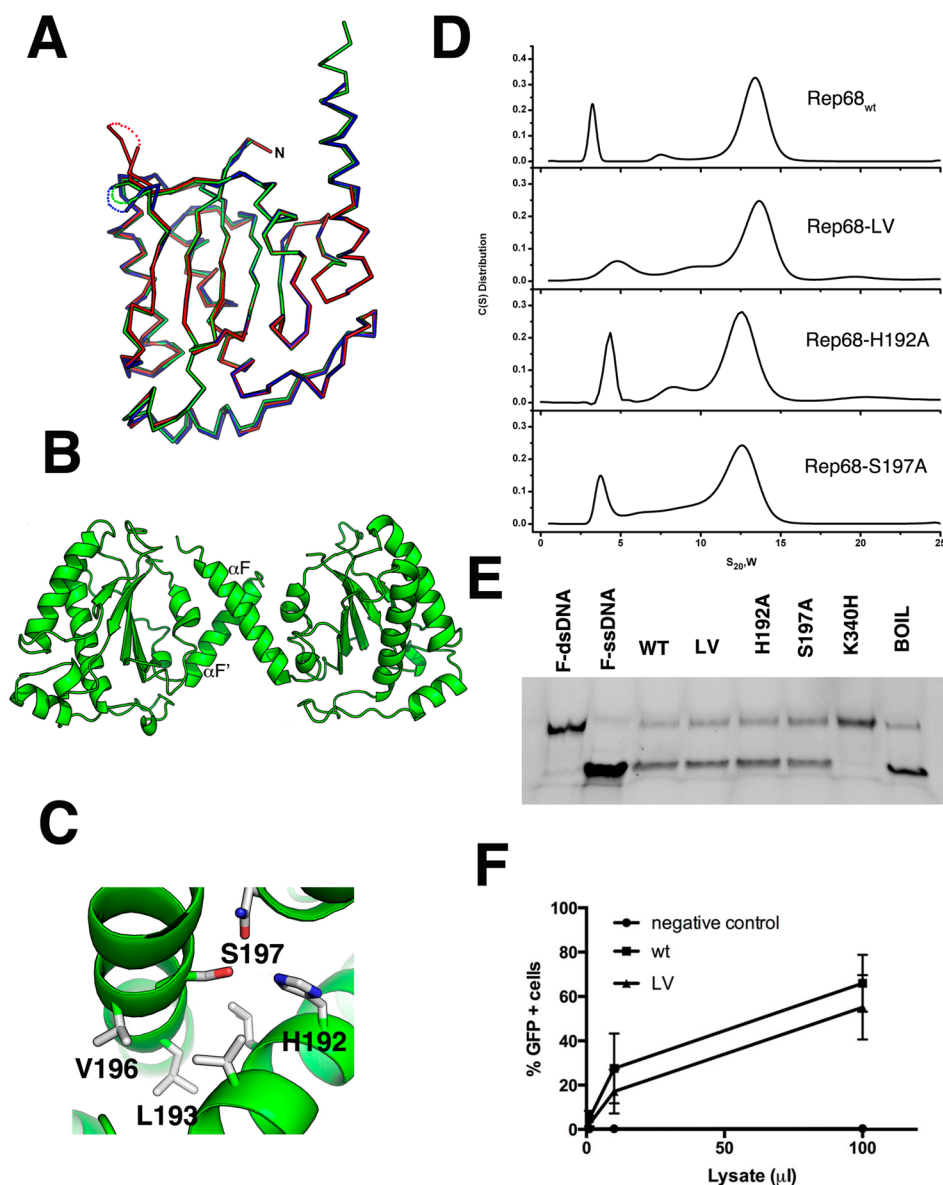 A
N
B
αF
αF'
C
S197
H192
V196
L193
D
C(S) Distribution
0.4
0.3
0.2
0.1
0.0
Rep68wt
0.3
0.2
0.1
0.0
Rep68-LV
0.3
0.2
0.1
0.0
Rep68-H192A
0.3
0.2
0.1
0.0
Rep68-S197A
0 5 10 15 20 25
S20,W
E
F-dsDNA
F-ssDNA
WT
LV
H192A
S197A
K340H
BOIL
F
% GFP + cells
100
80
60
40
20
0
negative control
wt
LV
0 50 100
Lysate (µl)